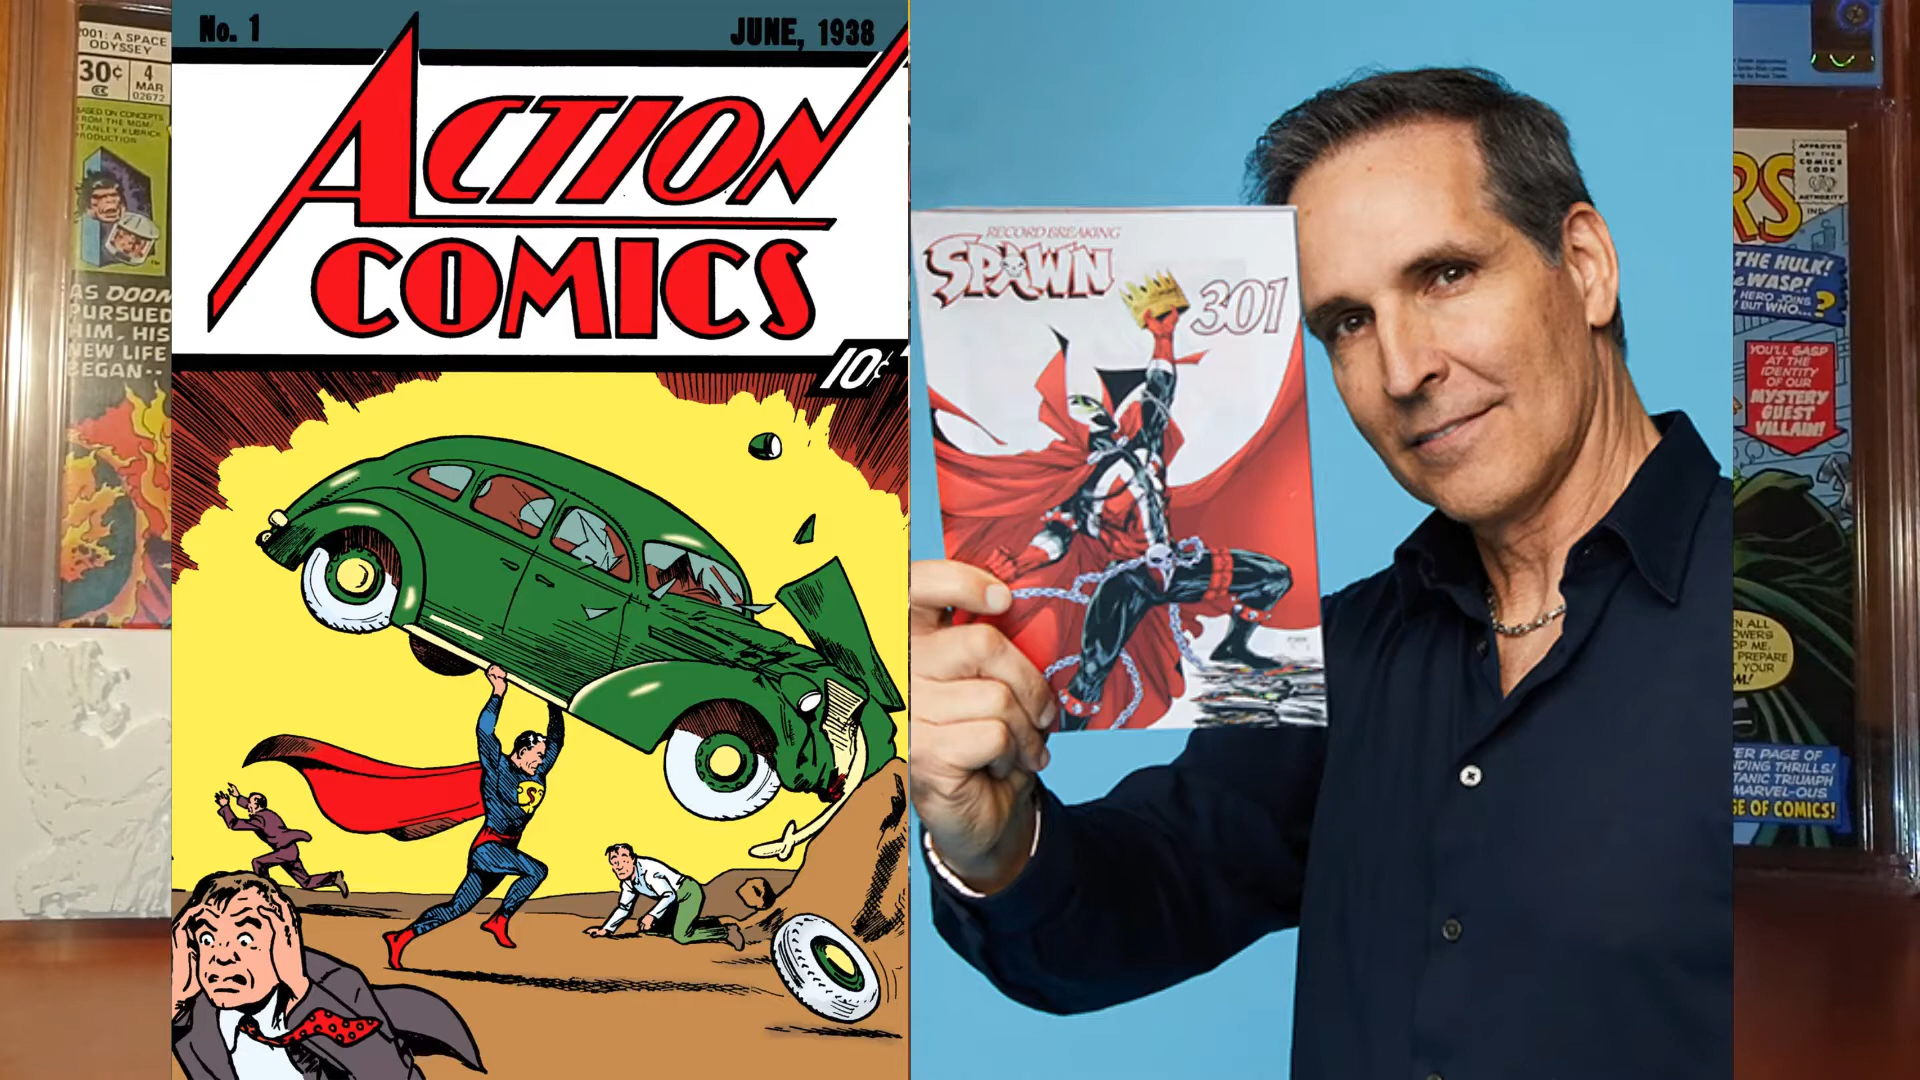 2001: A SPACE
ODYSSEY
30¢
CC
4
MAR
02672
BASED ON CONCEPTS
FROM THE MGM/
STANLEY KUBRICK
PRODUCTION
AS DOOM
PURSUED
HIM, HIS
NEW LIFE
BEGAN--
No. 1
JUNE, 1938
ACTION
COMICS
10¢
S
RECORD BREAKING
SPAWN
301
RS
APPROVED
BY THE
COMICS
CODE
AUTHORITY
IND.
THE HULK!
WASP!
HERO JOINS
BUT WHO...?
YOU'LL GASP
AT THE
IDENTITY
OF OUR
MYSTERY
GUEST
VILLAIN!
N ALL
OWERS
OP ME,
PREPARE
YOUR
M!
ER PAGE OF
DING THRILLS!
TANIC TRIUMPH
MARVEL-OUS
GE OF COMICS!